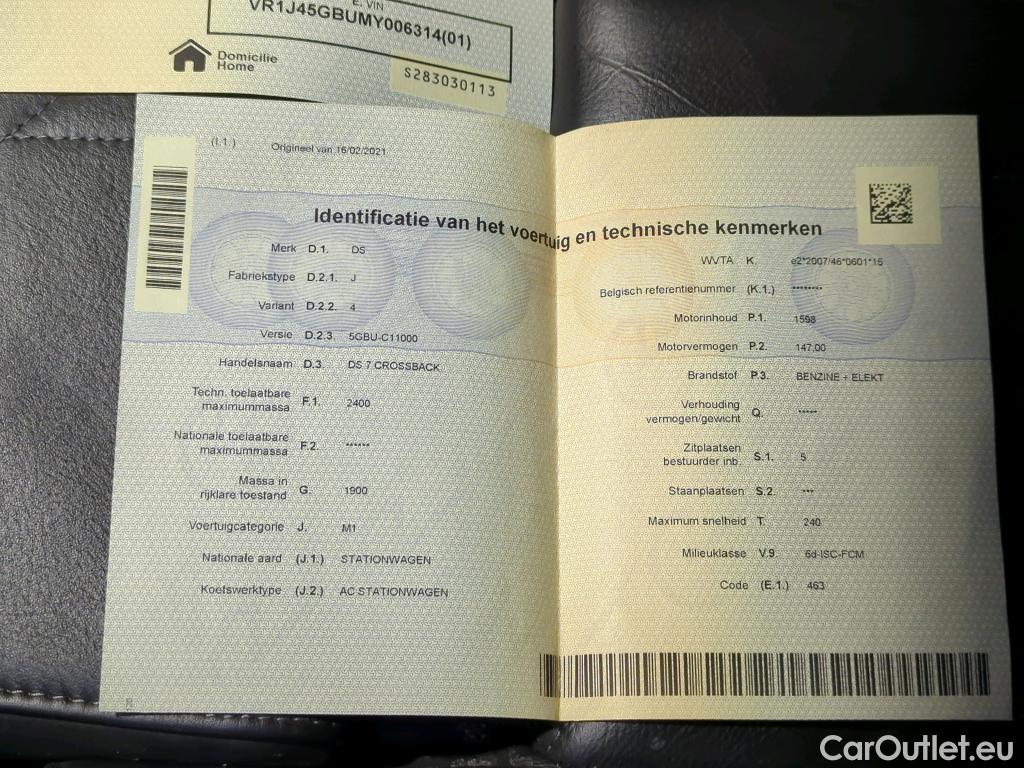 E. VIN
VR1J45GBUMY006314(01)
Domicilie
Home
S283030113
(I.1.) Origineel van 16/02/2021
Identificatie van het voertuig en technische kenmerken
Merk D.1. DS
Fabriekstype D.2.1. J
Variant D.2.2. 4
Versie D.2.3. 5GBU-C11000
Handelsnaam D.3. DS 7 CROSSBACK
Techn. toelaatbare
maximummassa F.1. 2400
Nationale toelaatbare
maximummassa F.2. ******
Massa in
rijklare toestand G. 1900
Voertuigcategorie J. M1
Nationale aard (J.1.) STATIONWAGEN
Koetswerktype (J.2.) AC STATIONWAGEN
WVTA K. e2*2007/46*0601*15
Belgisch referentienummer (K.1.) ********
Motorinhoud P.1. 1598
Motorvermogen P.2. 147,00
Brandstof P.3. BENZINE + ELEKT
Verhouding
vermogen/gewicht Q. *****
Zitplaatsen
bestuurder inb. S.1. 5
Staanplaatsen S.2. ***
Maximum snelheid T. 240
Milieuklasse V.9. 6d-ISC-FCM
Code (E.1.) 463
CarOutlet.eu